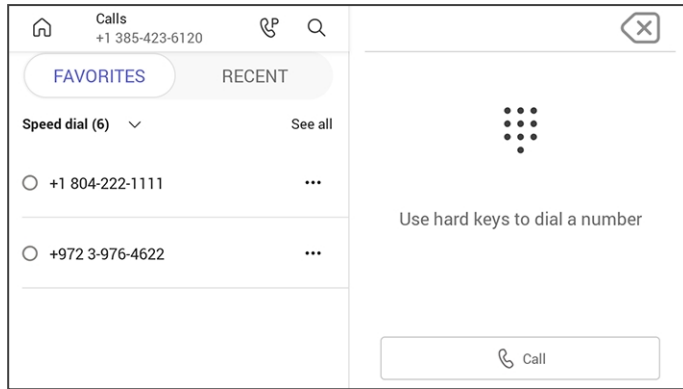 Calls
+1 385-423-6120
FAVORITES RECENT
Speed dial (6) See all
+1 804-222-1111
+972 3-976-4622
Use hard keys to dial a number
Call